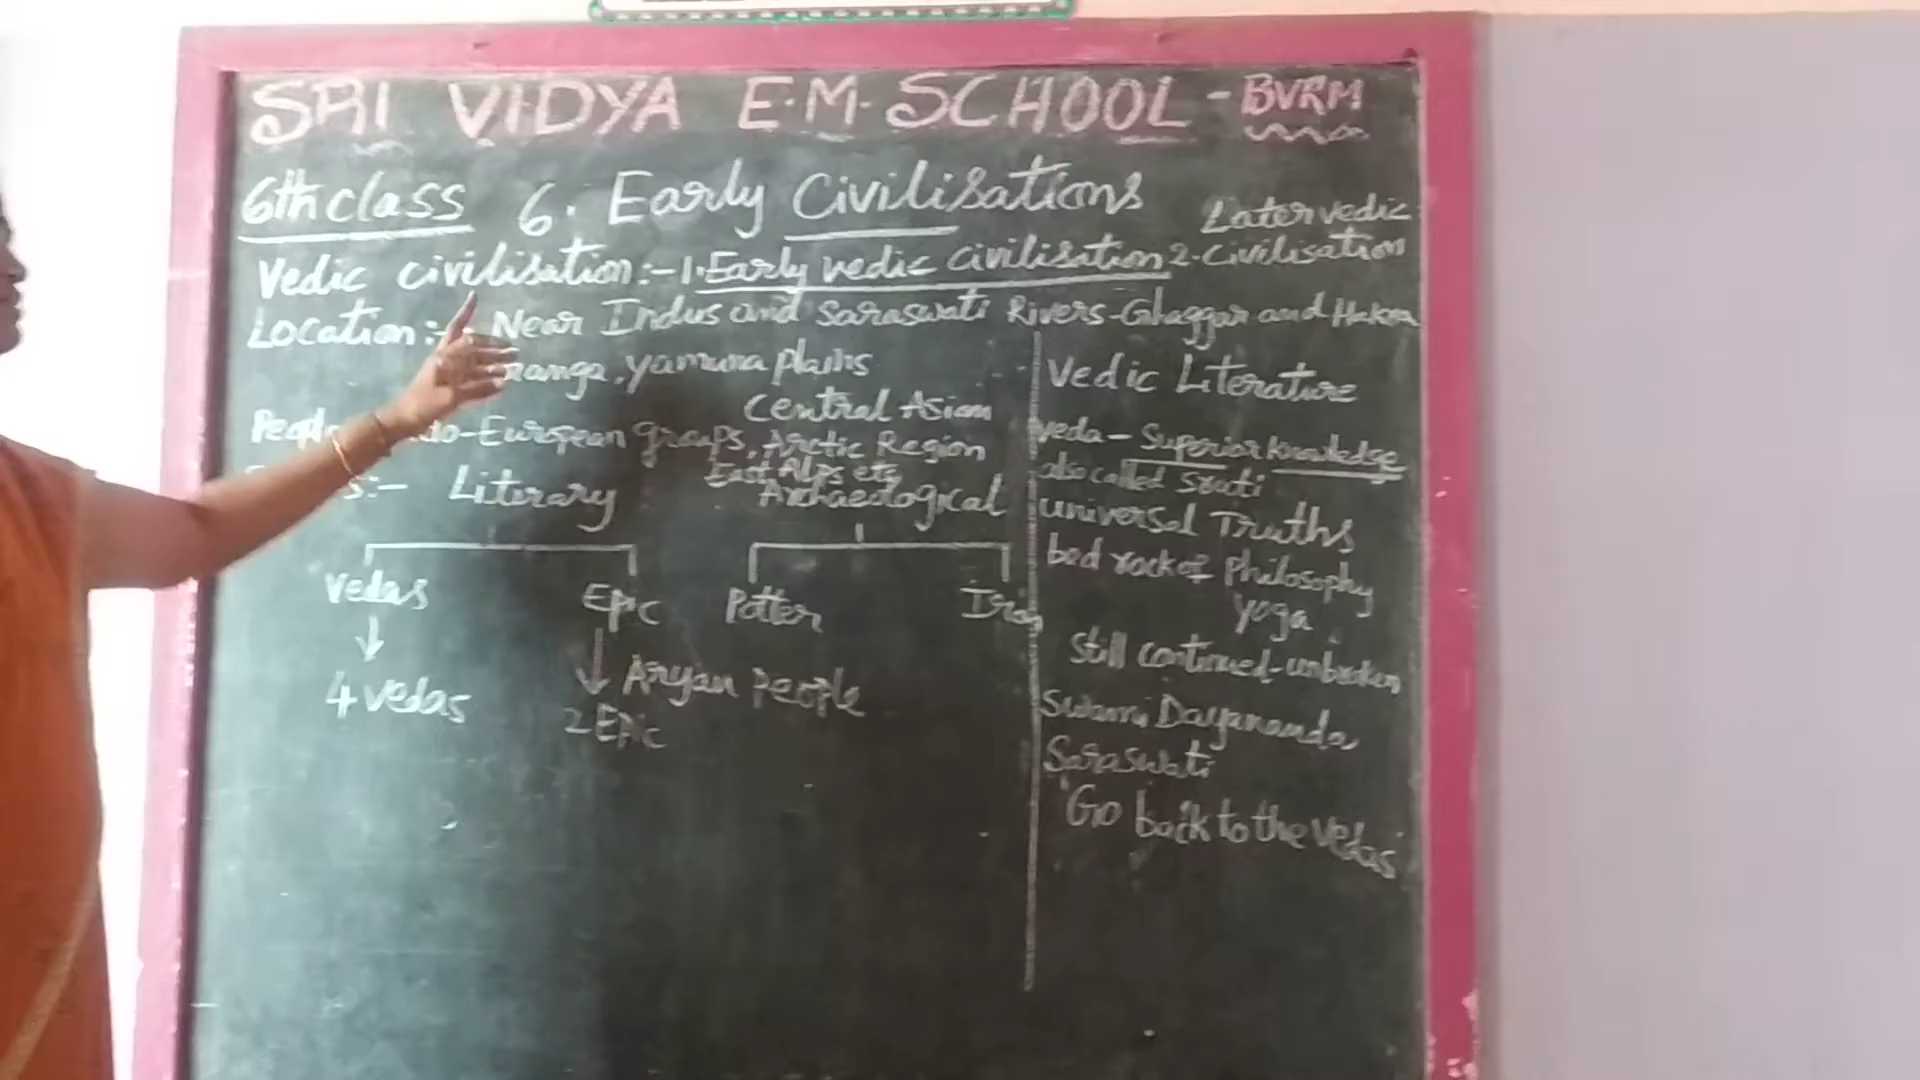 SRI VIDYA E.M. SCHOOL - BVRM
6th class 6. Early Civilisations
Vedic civilisation:- 1. Early vedic civilisation 2. Later vedic Civilisation
Location:- Near Indus and Saraswati Rivers-Ghaggar and Hakra
yamuna plains
Central Asian
-European groups, Arctic Region
East Alps etc
:- Literary Archaeological
Vedas Epic Potter Iron
4 vedas 2 Epic Aryan People
Vedic Literature
veda - Superior knowledge
also called Sruti
universal Truths
bed rock of Philosophy
yoga
still continued-unbroken
Swami Dayananda
Saraswati
Go back to the vedas